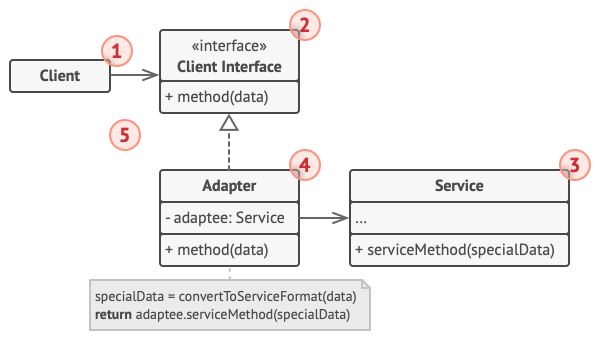 1
2
«interface»
Client Interface
Client
+ method(data)
5
4
3
Adapter
Service
- adaptee: Service
...
+ method(data)
+ serviceMethod(specialData)
specialData = convertToServiceFormat(data)
return adaptee.serviceMethod(specialData)